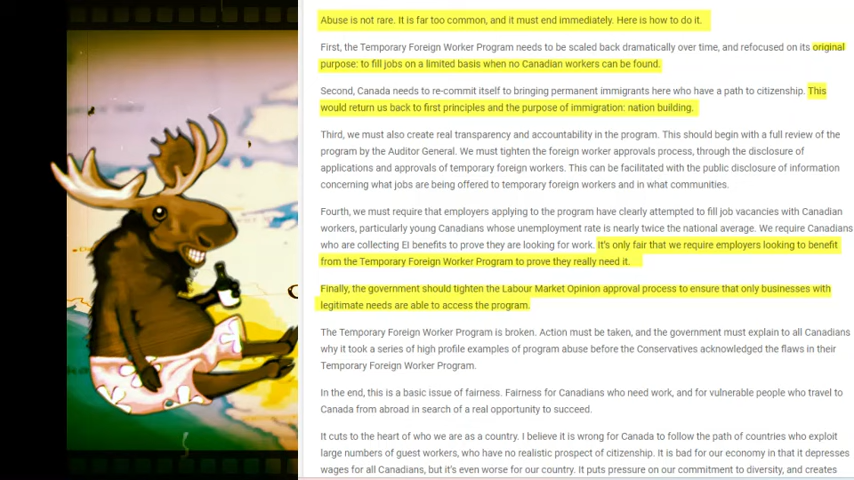 Abuse is not rare. It is far too common, and it must end immediately. Here is how to do it.
First, the Temporary Foreign Worker Program needs to be scaled back dramatically over time, and refocused on its original
purpose: to fill jobs on a limited basis when no Canadian workers can be found.
Second, Canada needs to re-commit itself to bringing permanent immigrants here who have a path to citizenship. This
would return us back to first principles and the purpose of immigration: nation building.
Third, we must also create real transparency and accountability in the program. This should begin with a full review of the
program by the Auditor General. We must tighten the foreign worker approvals process, through the disclosure of
applications and approvals of temporary foreign workers. This can be facilitated with the public disclosure of information
concerning what jobs are being offered to temporary foreign workers and in what communities.
Fourth, we must require that employers applying to the program have clearly attempted to fill job vacancies with Canadian
workers, particularly young Canadians whose unemployment rate is nearly twice the national average. We require Canadians
who are collecting EI benefits to prove they are looking for work. It's only fair that we require employers looking to benefit
from the Temporary Foreign Worker Program to prove they really need it.
Finally, the government should tighten the Labour Market Opinion approval process to ensure that only businesses with
legitimate needs are able to access the program.
The Temporary Foreign Worker Program is broken. Action must be taken, and the government must explain to all Canadians
why it took a series of high profile examples of program abuse before the Conservatives acknowledged the flaws in their
Temporary Foreign Worker Program.
In the end, this is a basic issue of fairness. Fairness for Canadians who need work, and for vulnerable people who travel to
Canada from abroad in search of a real opportunity to succeed.
It cuts to the heart of who we are as a country. I believe it is wrong for Canada to follow the path of countries who exploit
large numbers of guest workers, who have no realistic prospect of citizenship. It is bad for our economy in that it depresses
wages for all Canadians, but it's even worse for our country. It puts pressure on our commitment to diversity, and creates